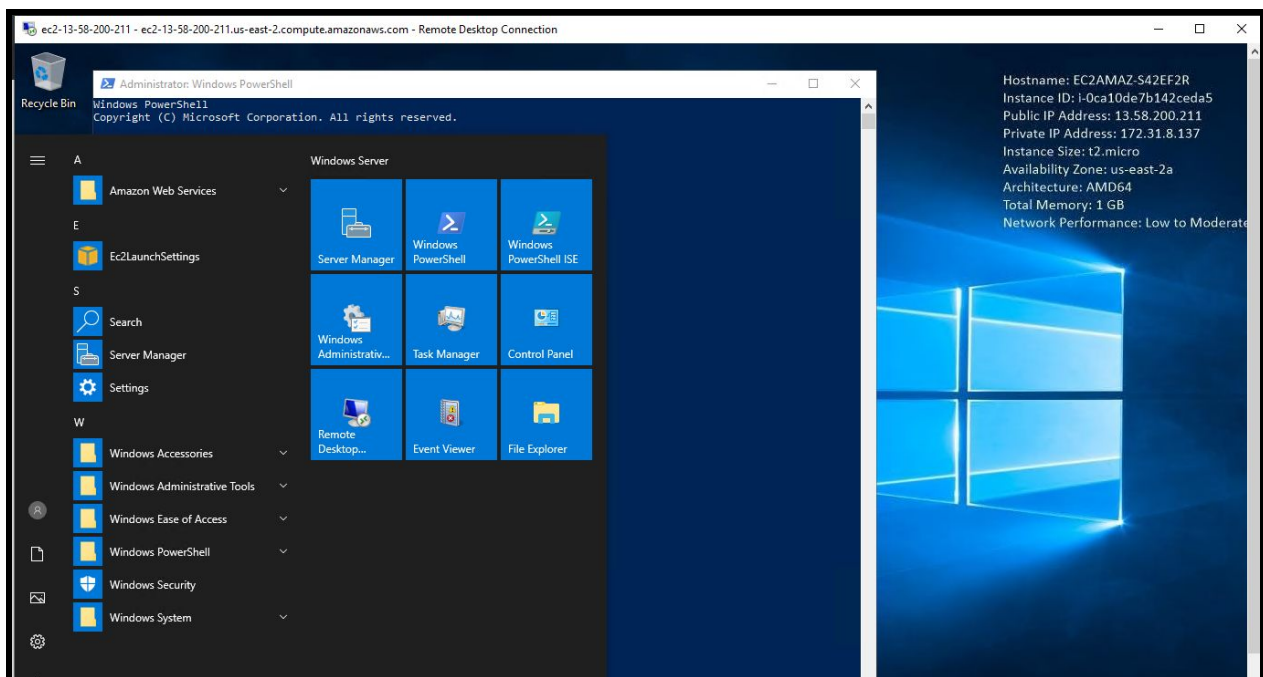 ec2-13-58-200-211 - ec2-13-58-200-211.us-east-2.compute.amazonaws.com - Remote Desktop Connection
Recycle Bin
Administrator: Windows PowerShell
Windows PowerShell
Copyright (C) Microsoft Corporation. All rights reserved.
Hostname: EC2AMAZ-S42EF2R
Instance ID: i-0ca10de7b142ceda5
Public IP Address: 13.58.200.211
Private IP Address: 172.31.8.137
Instance Size: t2.micro
Availability Zone: us-east-2a
Architecture: AMD64
Total Memory: 1 GB
Network Performance: Low to Moderate
A
Amazon Web Services
E
Ec2LaunchSettings
S
Search
Server Manager
Settings
W
Windows Accessories
Windows Administrative Tools
Windows Ease of Access
Windows PowerShell
Windows Security
Windows System
Windows Server
Server Manager
Windows
PowerShell
Windows
PowerShell ISE
Windows
Administrativ...
Task Manager
Control Panel
Remote
Desktop...
Event Viewer
File Explorer